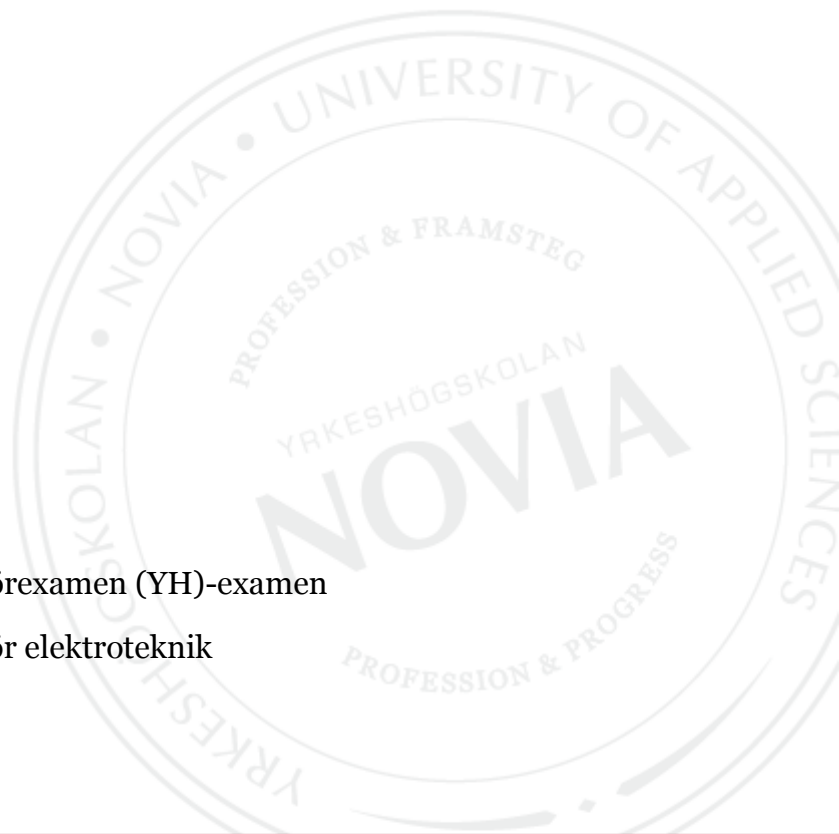 YRKESHÖGSKOLAN • NOVIA • UNIVERSITY OF APPLIED SCIENCES
PROFESSION & FRAMSTEG
YRKESHÖGSKOLAN
NOVIA
örexamen (YH)-examen
ör elektroteknik
PROFESSION & PROGRESS